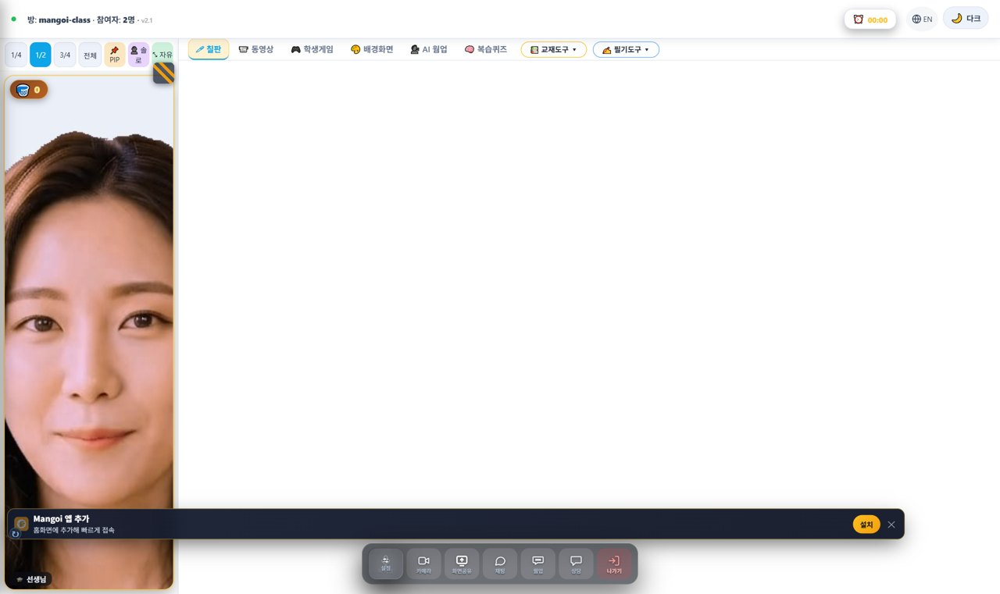 방: mangoi-class · 참여자: 2명 · v2.1
00:00
EN
다크
1/4
1/2
3/4
전체
PIP
솔로
자유
칠판
동영상
학생게임
배경화면
AI 웜업
복습퀴즈
교재도구 ▼
필기도구 ▼
0
Mangoi 앱 추가
홈화면에 추가해 빠르게 접속
설치
선생님
설정
카메라
화면공유
채팅
웜업
상담
나가기